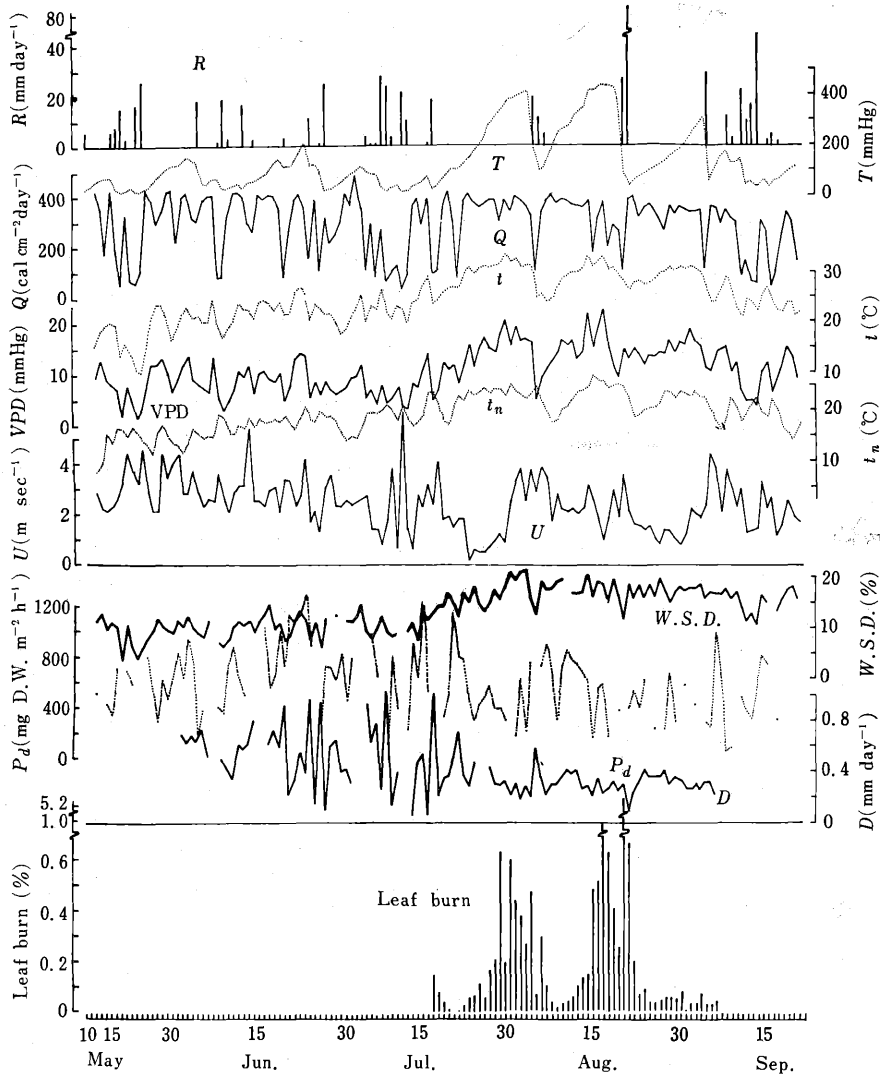 80
40
20
0
R (mm day⁻¹)
R
400
200
0
T (mmHg)
T
400
200
0
Q (cal cm⁻² day⁻¹)
Q
t
30
20
10
t (℃)
20
10
0
VPD (mmHg)
VPD
t_n
20
10
t_n (℃)
4
2
0
U (m sec⁻¹)
U
20
10
0
W.S.D. (%)
W.S.D.
1200
800
400
0
P_d (mg D.W. m⁻² h⁻¹)
P_d
0.8
0.4
0
D (mm day⁻¹)
D
5.2
1.0
0.6
0.4
0.2
0
Leaf burn (%)
Leaf burn
10 15 30 15 30 15 30 15 30 15
May Jun. Jul. Aug. Sep.